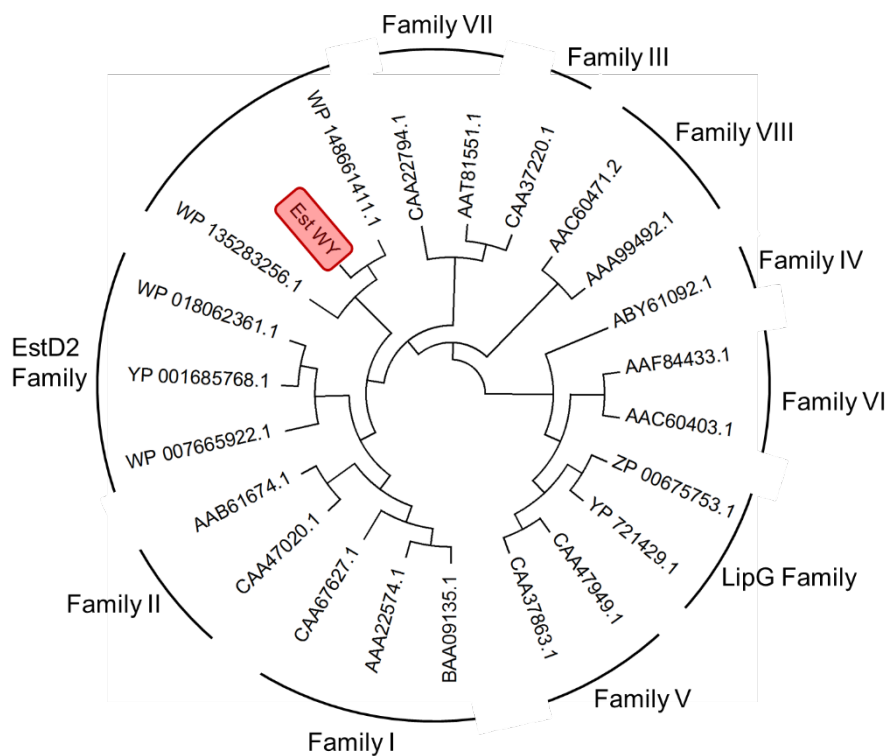 Family VII
Family III
Family VIII
Family IV
Family VI
LipG Family
Family V
Family I
Family II
EstD2
Family
WP 148661411.1
CAA22794.1
AAT81551.1
CAA37220.1
AAC60471.2
AAA99492.1
ABY61092.1
AAF84433.1
AAC60403.1
ZP 00675753.1
YP 721429.1
CAA47949.1
CAA37863.1
BAA09135.1
AAA22574.1
CAA67627.1
CAA47020.1
AAB61674.1
WP 007665922.1
YP 001685768.1
WP 018062361.1
WP 135283256.1
Est WY